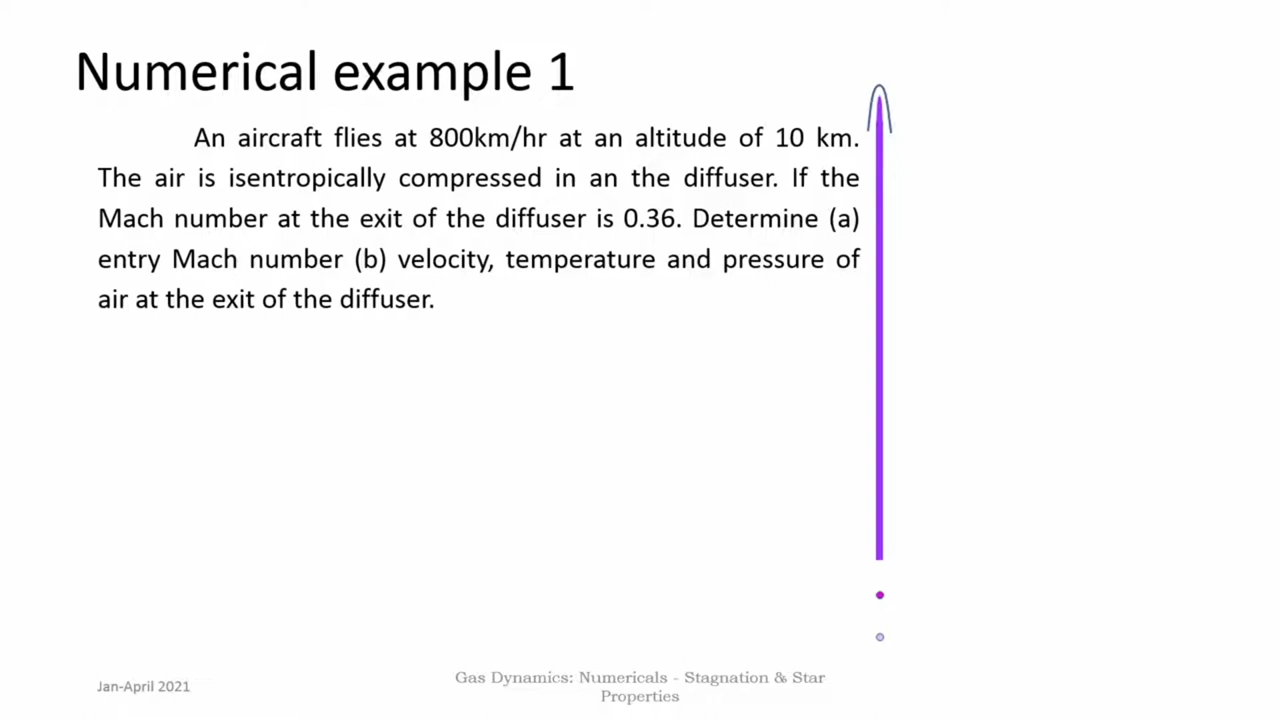 Numerical example 1
An aircraft flies at 800km/hr at an altitude of 10 km.
The air is isentropically compressed in an the diffuser. If the
Mach number at the exit of the diffuser is 0.36. Determine (a)
entry Mach number (b) velocity, temperature and pressure of
air at the exit of the diffuser.
Jan-April 2021
Gas Dynamics: Numericals - Stagnation & Star
Properties